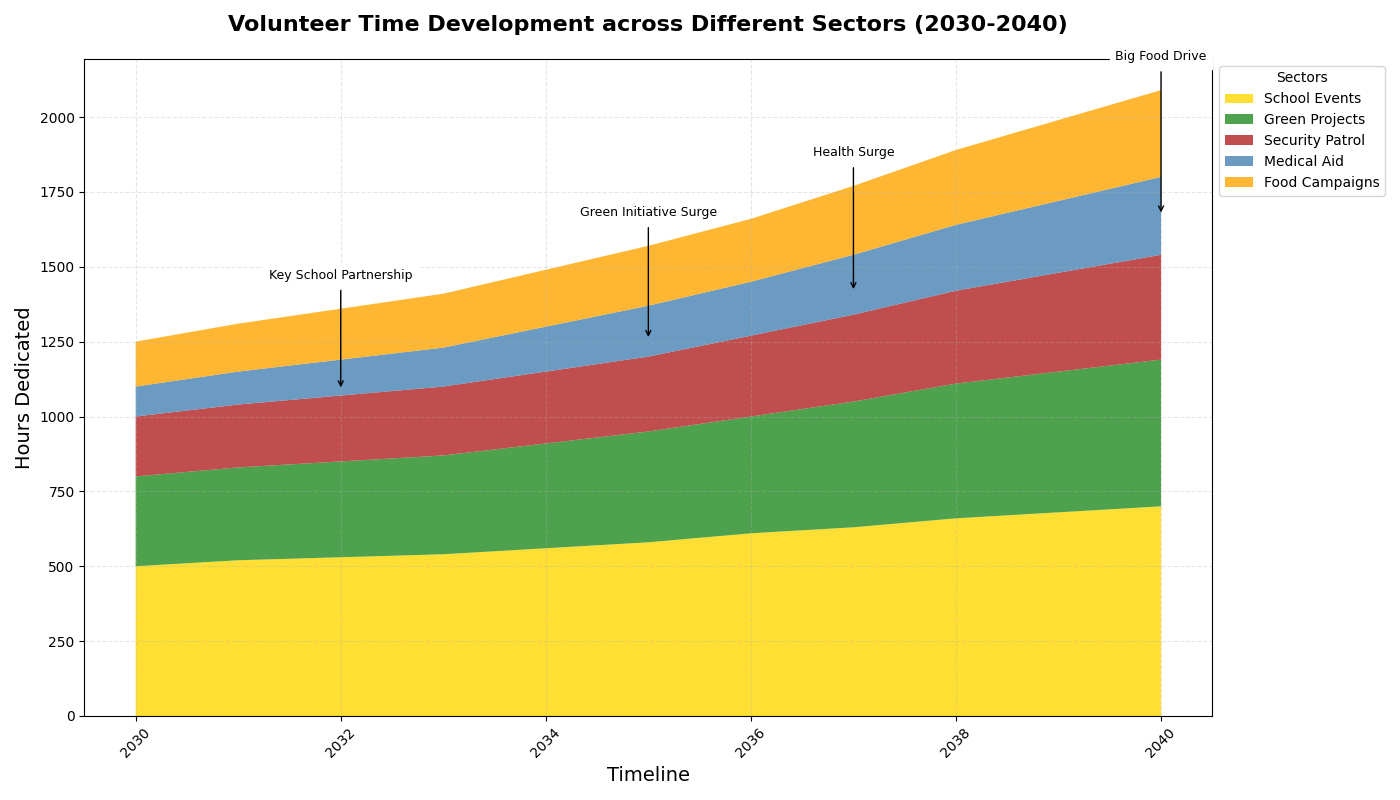 Volunteer Time Development across Different Sectors (2030-2040)
Big Food Drive
Sectors
School Events
Green Projects
Security Patrol
Medical Aid
Food Campaigns
Health Surge
Green Initiative Surge
Key School Partnership
Hours Dedicated
2000
1750
1500
1250
1000
750
500
250
0
2030
2032
2034
2036
2038
2040
Timeline